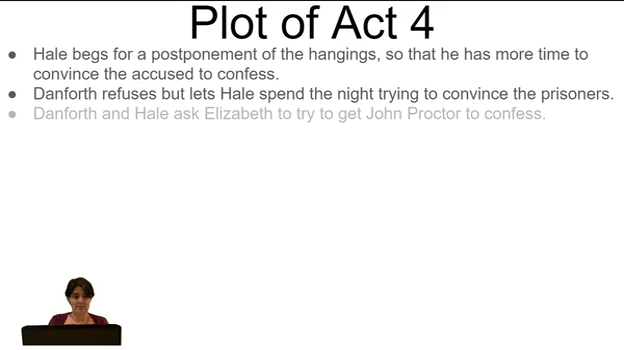 Plot of Act 4
● Hale begs for a postponement of the hangings, so that he has more time to
convince the accused to confess.
● Danforth refuses but lets Hale spend the night trying to convince the prisoners.
● Danforth and Hale ask Elizabeth to try to get John Proctor to confess.